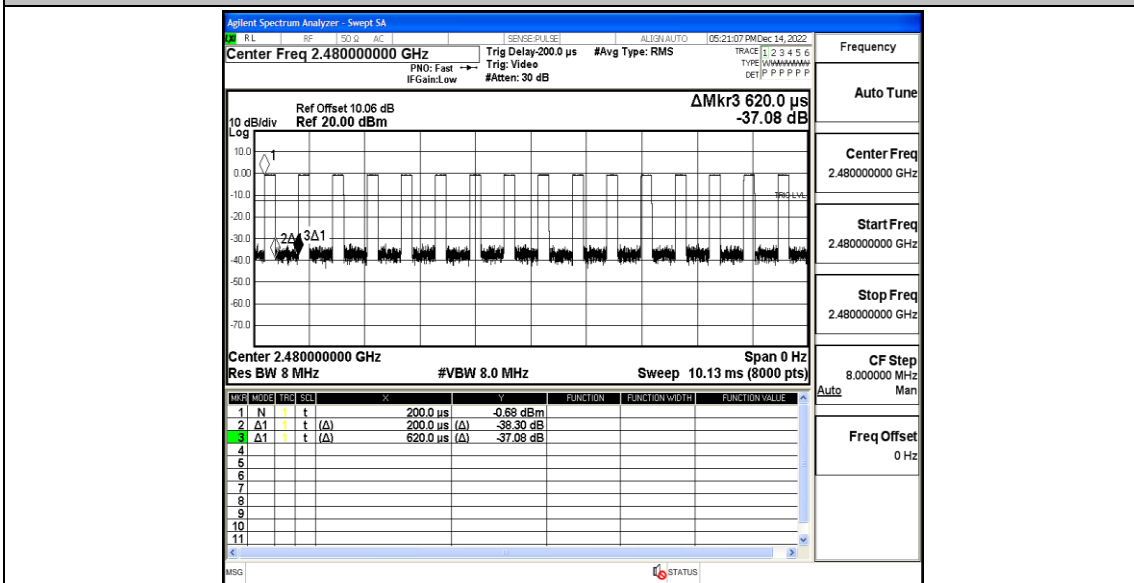 Agilent Spectrum Analyzer - Swept SA
RL RF 50 Ω AC SENSE:PULSE ALIGN AUTO 05:21:07 PM Dec 14, 2022
Center Freq 2.480000000 GHz
PNO: Fast
IFGain:Low
Trig Delay-200.0 µs
Trig: Video
#Atten: 30 dB
#Avg Type: RMS
TRACE 1 2 3 4 5 6
TYPE
DET P P P P P P
ΔMkr3 620.0 µs
-37.08 dB
Ref Offset 10.06 dB
10 dB/div Ref 20.00 dBm
Log
10.0
0.00
-10.0
-20.0
-30.0
-40.0
-50.0
-60.0
-70.0
1
2Δ1
3Δ1
TRIG LVL
Center 2.480000000 GHz Span 0 Hz
Res BW 8 MHz #VBW 8.0 MHz Sweep 10.13 ms (8000 pts)
MKR MODE TRC SCL X Y FUNCTION FUNCTION WIDTH FUNCTION VALUE
1 N t 200.0 µs -0.68 dBm
2 Δ1 t (Δ) 200.0 µs (Δ) -38.30 dB
3 Δ1 t (Δ) 620.0 µs (Δ) -37.08 dB
4
5
6
7
8
9
10
11
MSG STATUS
Frequency
Auto Tune
Center Freq
2.480000000 GHz
Start Freq
2.480000000 GHz
Stop Freq
2.480000000 GHz
CF Step
8.000000 MHz
Auto Man
Freq Offset
0 Hz